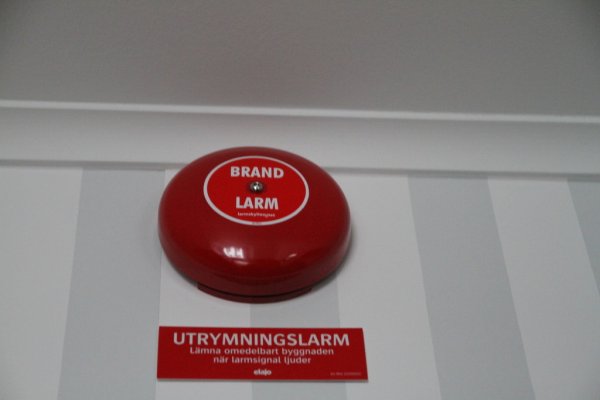 BRAND
LARM
UTRYMNINGSLARM
Lämna omedelbart byggnaden
när larmsignal ljuder
elajo